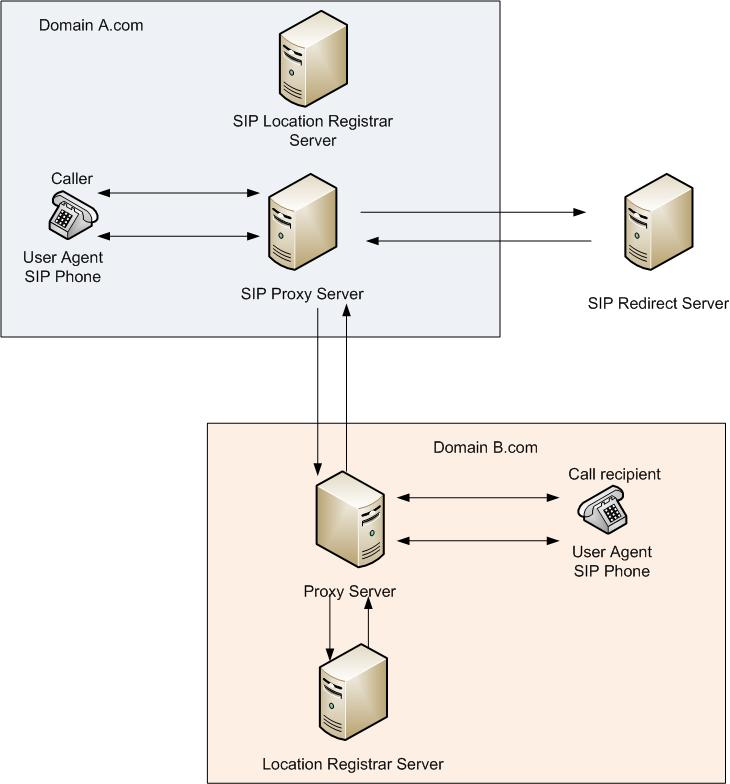 Domain A.com
SIP Location Registrar
Server
Caller
User Agent
SIP Phone
SIP Proxy Server
SIP Redirect Server
Domain B.com
Call recipient
User Agent
SIP Phone
Proxy Server
Location Registrar Server